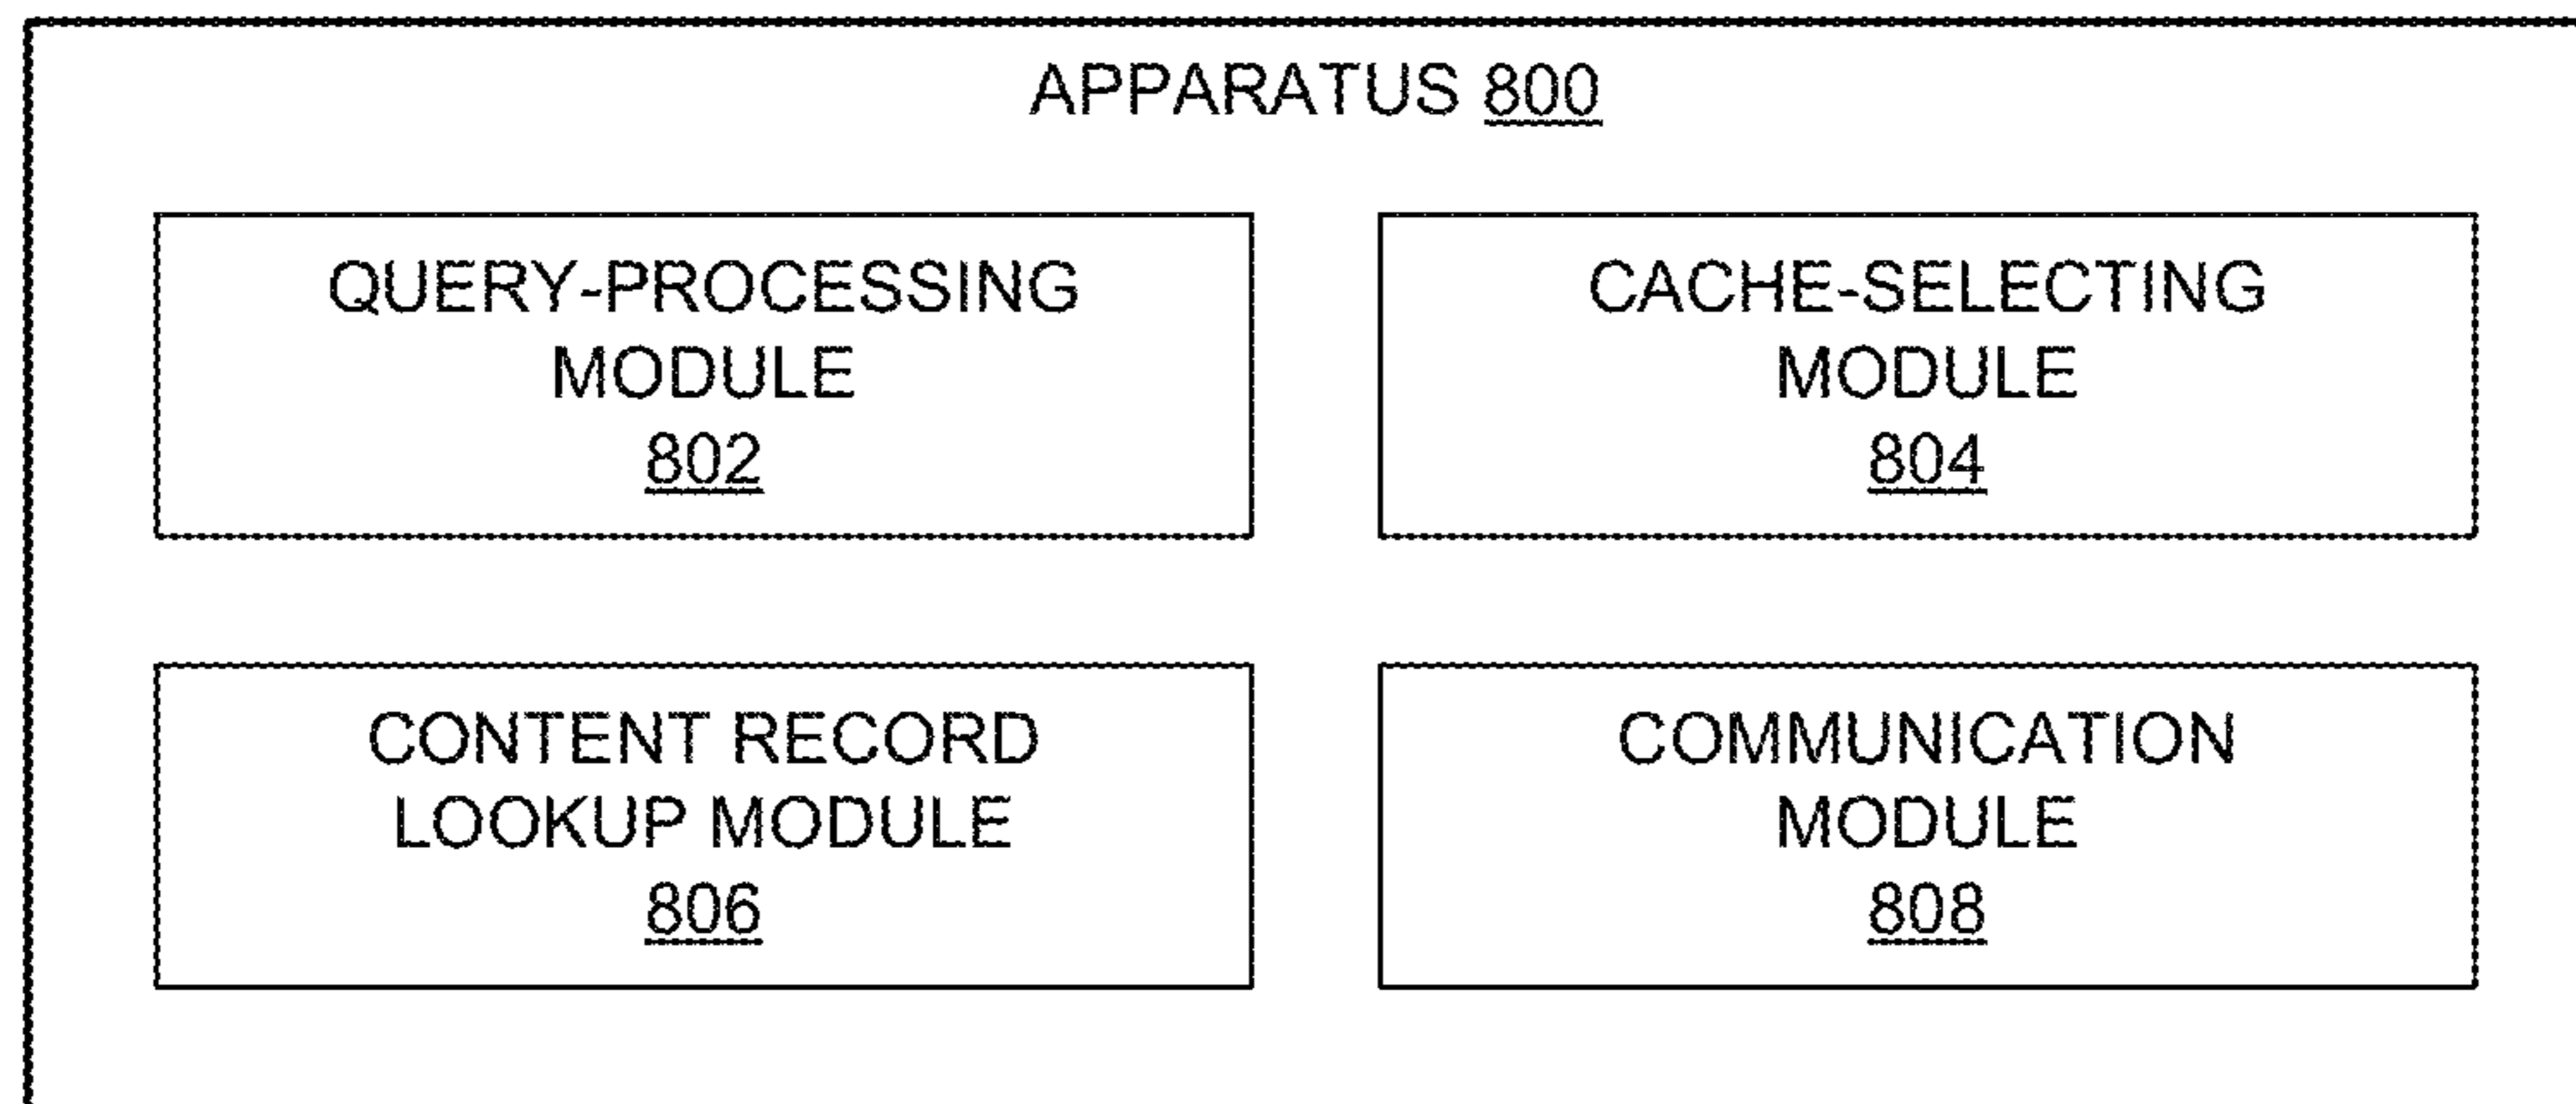 APPARATUS 800
QUERY-PROCESSING
MODULE
802
CACHE-SELECTING
MODULE
804
CONTENT RECORD
LOOKUP MODULE
806
COMMUNICATION
MODULE
808